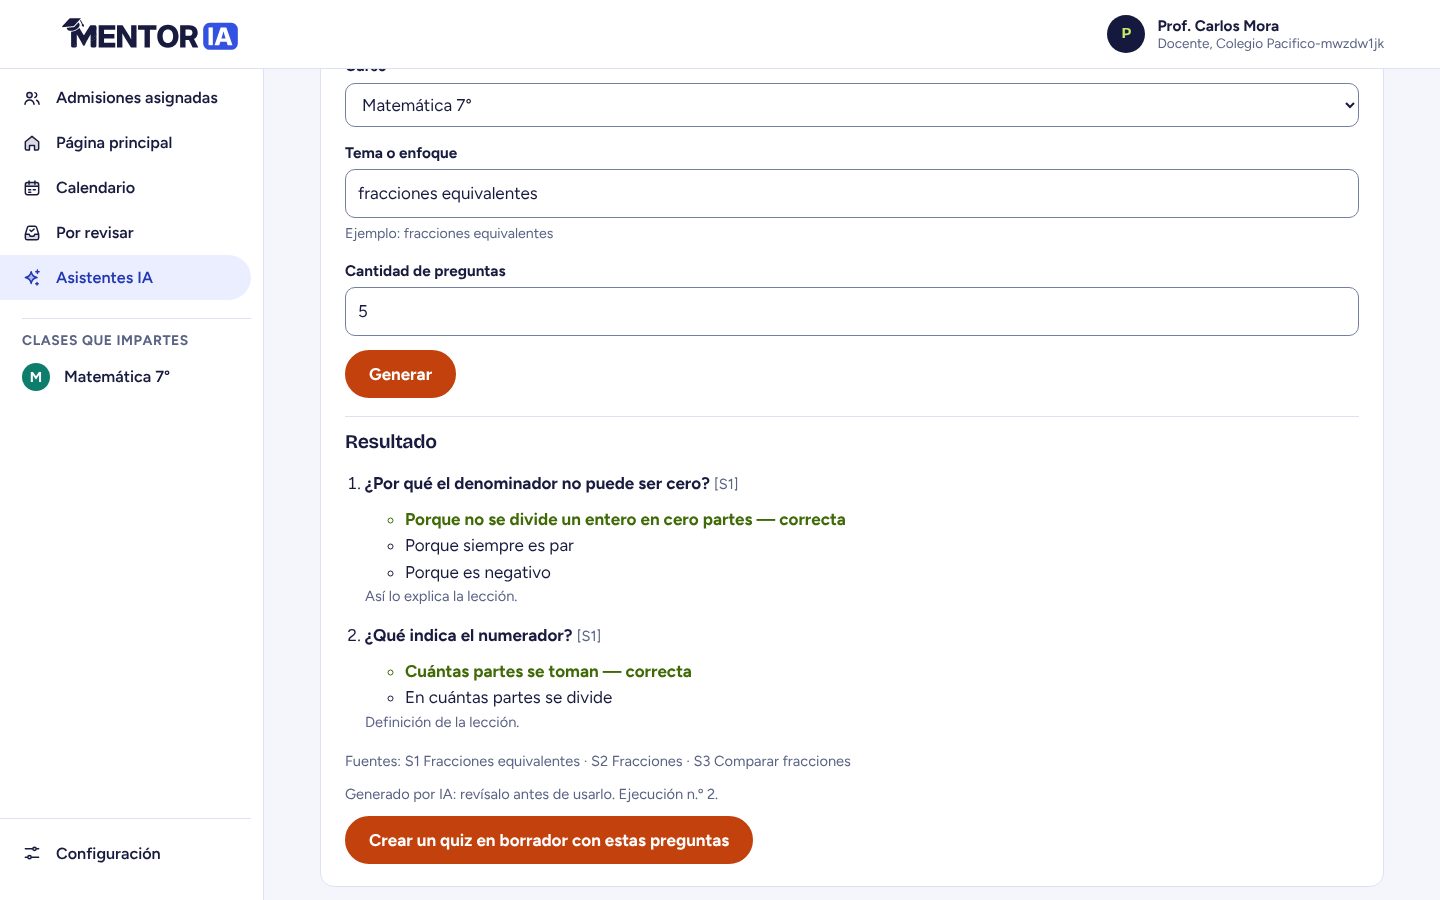 MENTOR IA
P
Prof. Carlos Mora
Docente, Colegio Pacifico-mwzdw1jk
Admisiones asignadas
Página principal
Calendario
Por revisar
Asistentes IA
CLASES QUE IMPARTES
M
Matemática 7°
Configuración
Curso
Matemática 7°
Tema o enfoque
fracciones equivalentes
Ejemplo: fracciones equivalentes
Cantidad de preguntas
5
Generar
Resultado
1. ¿Por qué el denominador no puede ser cero? [S1]
Porque no se divide un entero en cero partes — correcta
Porque siempre es par
Porque es negativo
Así lo explica la lección.
2. ¿Qué indica el numerador? [S1]
Cuántas partes se toman — correcta
En cuántas partes se divide
Definición de la lección.
Fuentes: S1 Fracciones equivalentes · S2 Fracciones · S3 Comparar fracciones
Generado por IA: revísalo antes de usarlo. Ejecución n.º 2.
Crear un quiz en borrador con estas preguntas